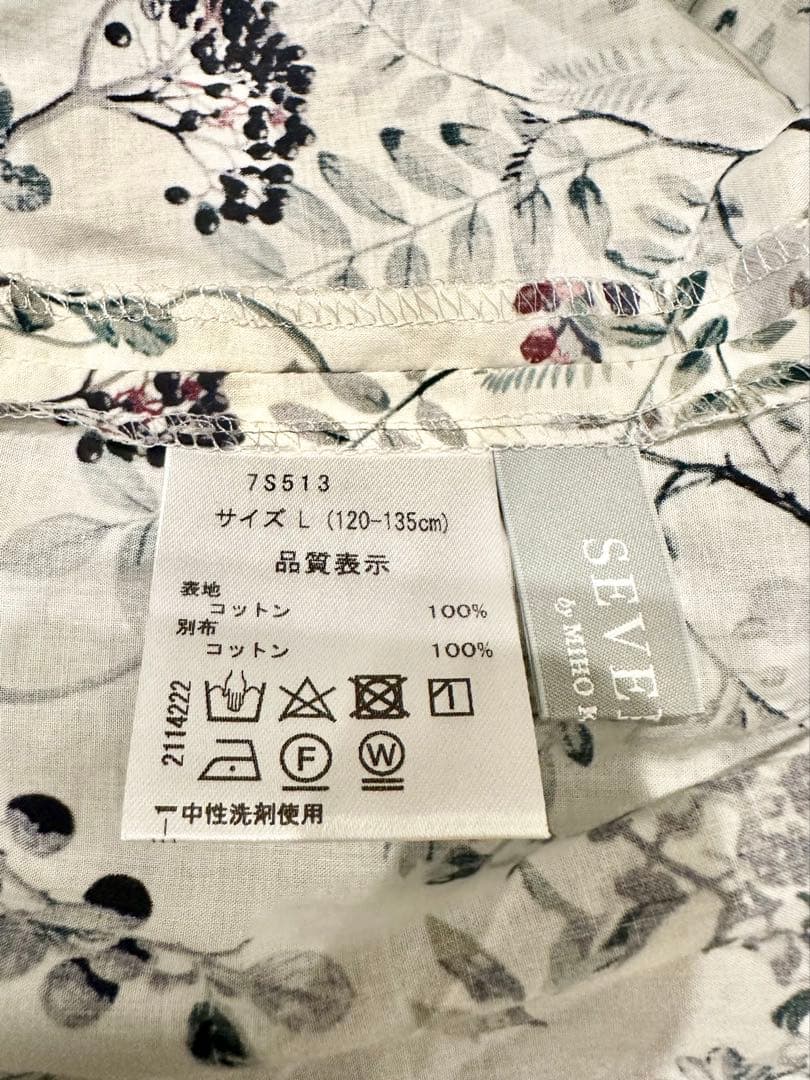 7S513
サイズ L (120-135cm)
品質表示
表地
コットン 100%
別布
コットン 100%
2114222
F W
中性洗剤使用
SEVE
by MIHO K